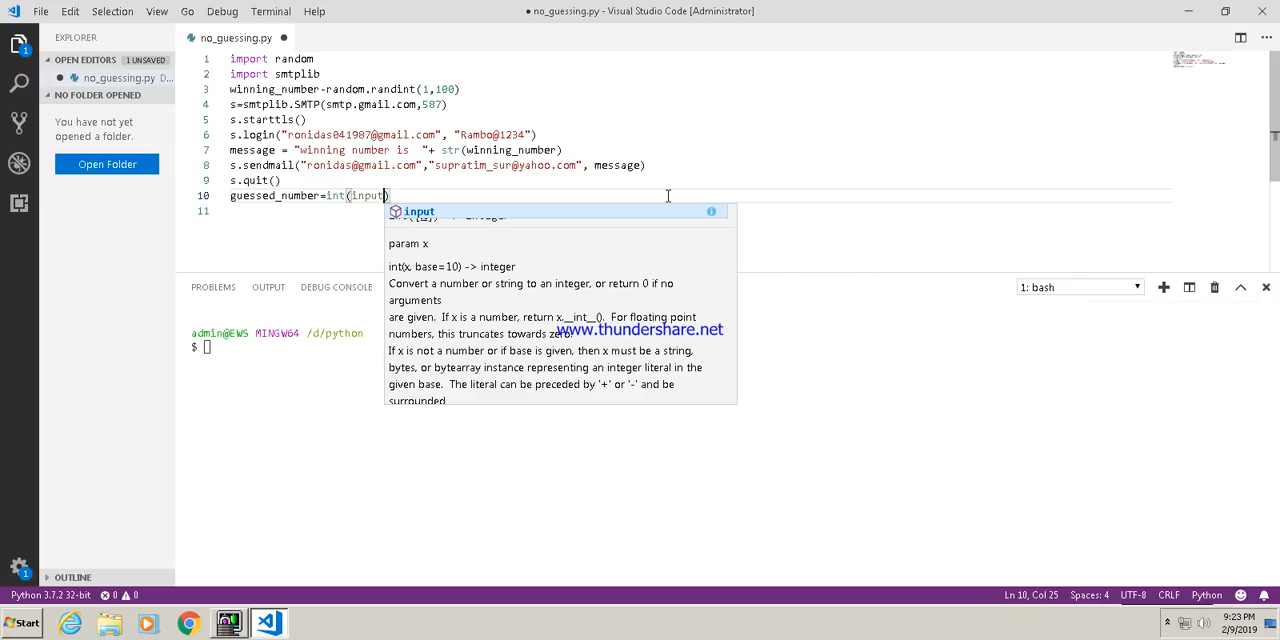 File Edit Selection View Go Debug Terminal Help
● no_guessing.py - Visual Studio Code [Administrator]
EXPLORER
OPEN EDITORS 1 UNSAVED
● no_guessing.py D...
NO FOLDER OPENED
You have not yet
opened a folder.
Open Folder
OUTLINE
no_guessing.py ●
1 import random
2 import smtplib
3 winning_number-random.randint(1,100)
4 s=smtplib.SMTP(smtp.gmail.com,587)
5 s.starttls()
6 s.login("ronidas041987@gmail.com", "Rambo@1234")
7 message = "winning number is  "+ str(winning_number)
8 s.sendmail("ronidas@gmail.com","supratim_sur@yahoo.com", message)
9 s.quit()
10 guessed_number=int(input)
11
input
param x
int(x, base=10) -> integer
Convert a number or string to an integer, or return 0 if no
arguments
are given. If x is a number, return x.__int__(). For floating point
numbers, this truncates towards zero.
If x is not a number or if base is given, then x must be a string,
bytes, or bytearray instance representing an integer literal in the
given base. The literal can be preceded by '+' or '-' and be
surrounded
www.thundershare.net
PROBLEMS OUTPUT DEBUG CONSOLE
1: bash
admin@EWS MINGW64 /d/python
$
Python 3.7.2 32-bit 0 0
Ln 10, Col 25 Spaces: 4 UTF-8 CRLF Python
Start
9:23 PM
2/9/2019